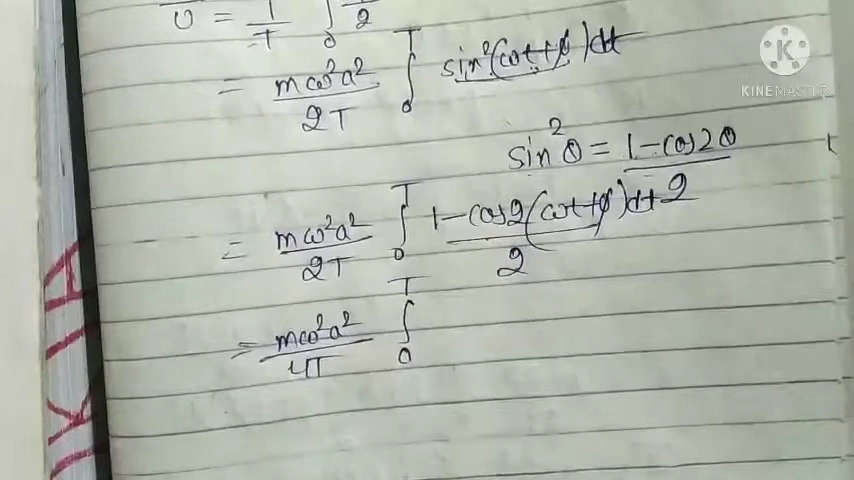 U = 1/T ∫₀ /2
= mω²a²/2T ∫₀ᵀ sin²(ωt+φ)dt
KINEMASTER
sin²θ = 1-cos2θ/2
= mω²a²/2T ∫₀ᵀ 1-cos2(ωt+φ)/2 dt
= mω²a²/4T ∫₀ᵀ